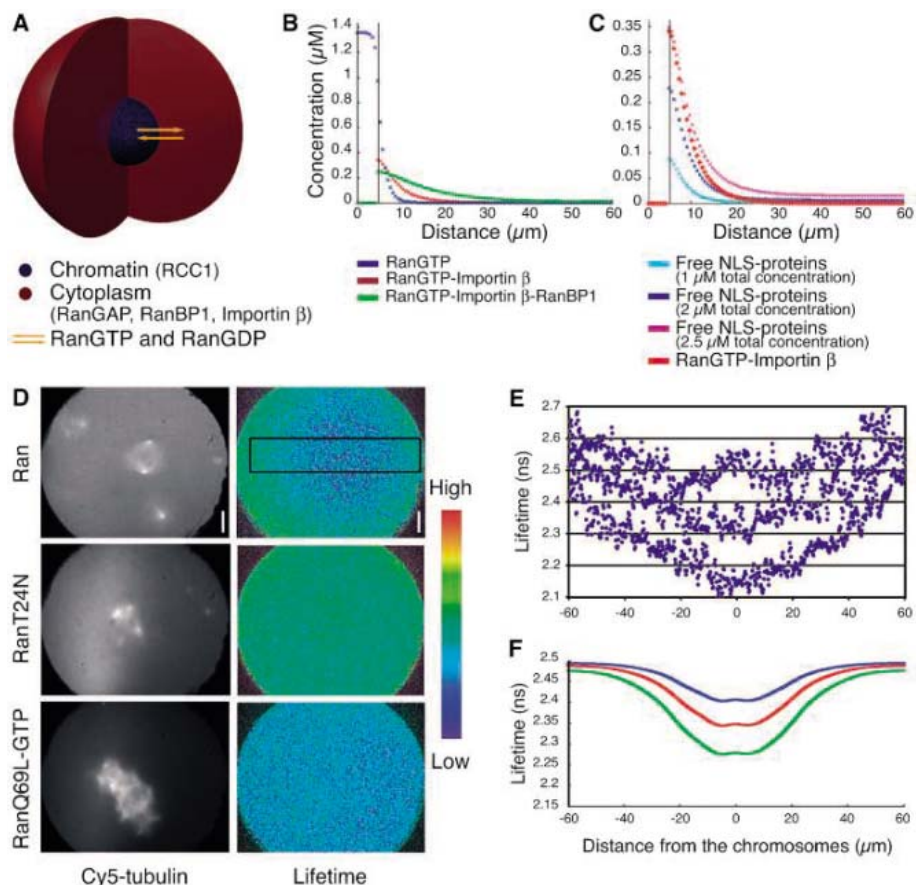 A
Chromatin (RCC1)
Cytoplasm
(RanGAP, RanBP1, Importin β)
RanGTP and RanGDP
B
Concentration (µM)
1.4
1.2
1
0.8
0.6
0.4
0.2
0
0 10 20 30 40 50 60
Distance (µm)
RanGTP
RanGTP-Importin β
RanGTP-Importin β-RanBP1
C
0.35
0.3
0.25
0.2
0.15
0.1
0.05
0
0 10 20 30 40 50 60
Distance (µm)
Free NLS-proteins
(1 µM total concentration)
Free NLS-proteins
(2 µM total concentration)
Free NLS-proteins
(2.5 µM total concentration)
RanGTP-Importin β
D
Ran
RanT24N
RanQ69L-GTP
High
Low
Cy5-tubulin
Lifetime
E
Lifetime (ns)
2.7
2.6
2.5
2.4
2.3
2.2
2.1
-60 -40 -20 0 20 40 60
F
Lifetime (ns)
2.5
2.45
2.4
2.35
2.3
2.25
2.2
2.15
-60 -40 -20 0 20 40 60
Distance from the chromosomes (µm)